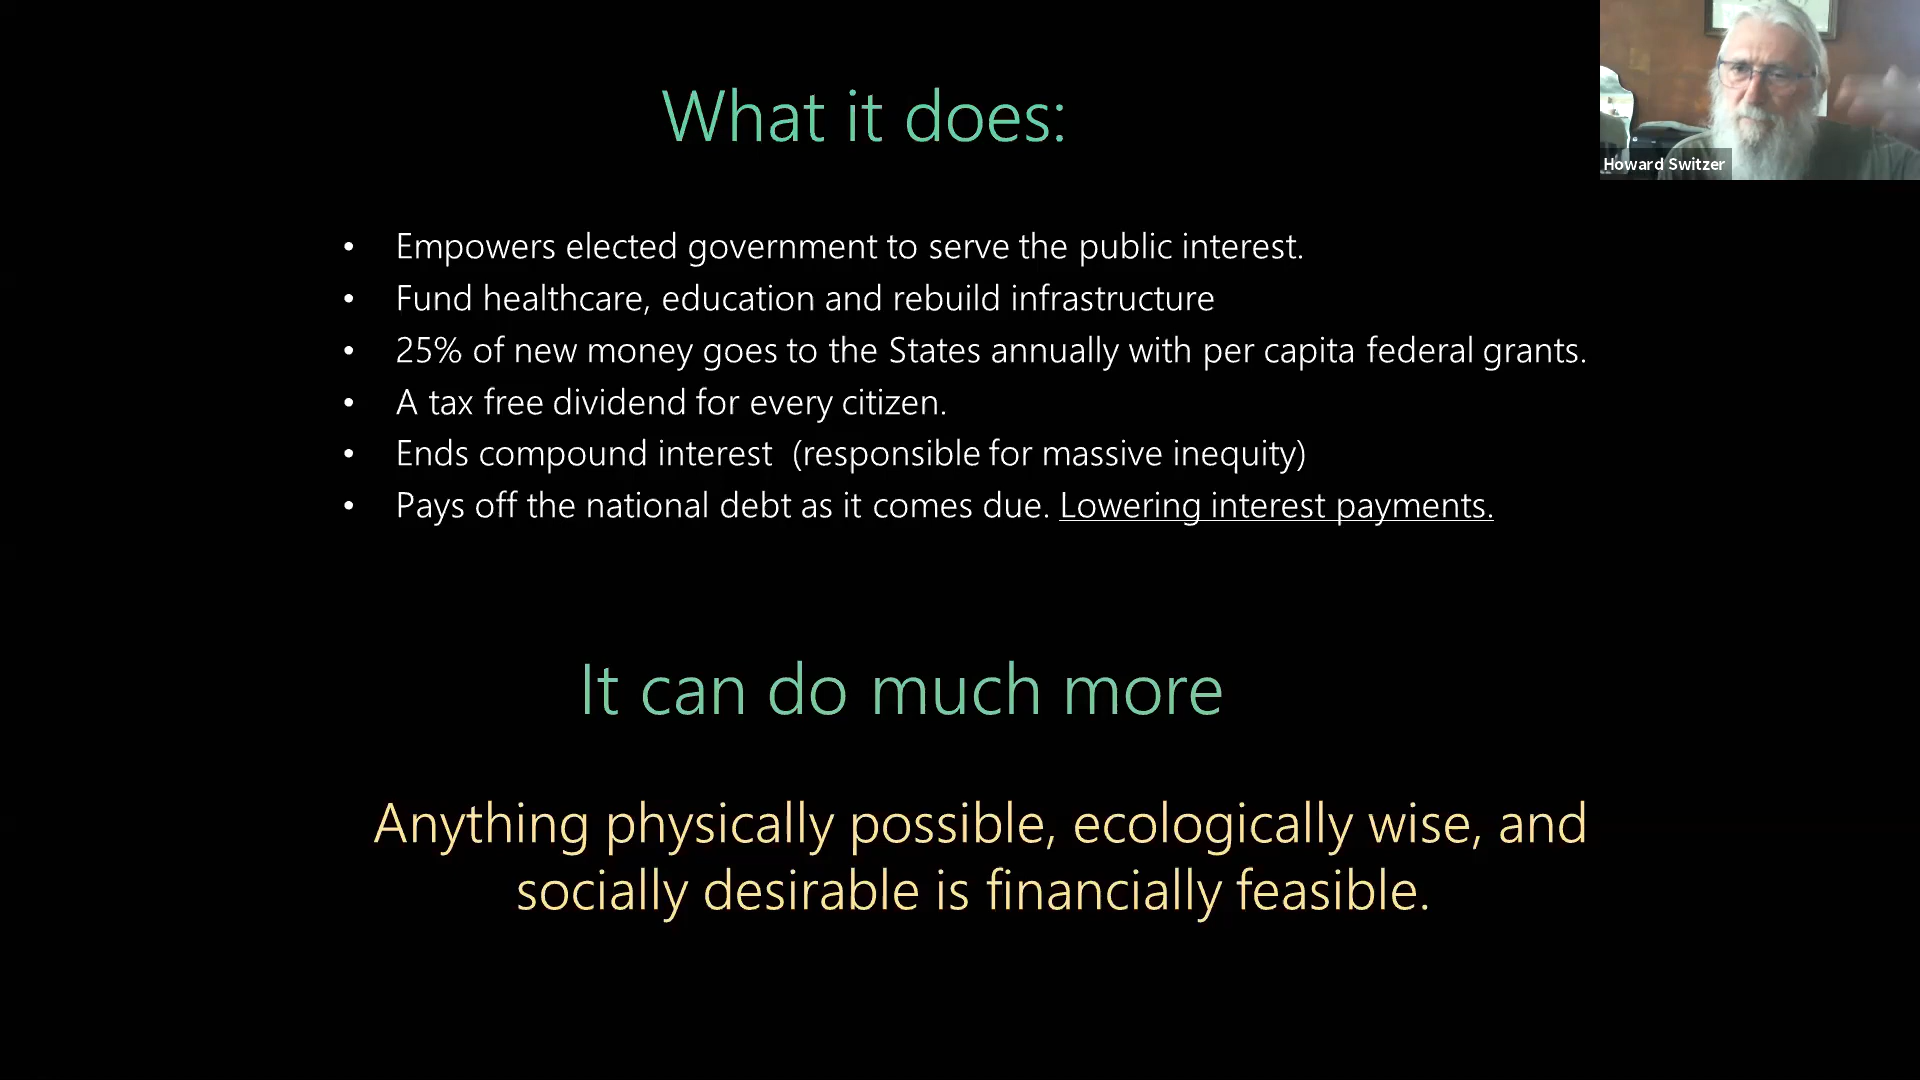 What it does:
Howard Switzer
• Empowers elected government to serve the public interest.
• Fund healthcare, education and rebuild infrastructure
• 25% of new money goes to the States annually with per capita federal grants.
• A tax free dividend for every citizen.
• Ends compound interest  (responsible for massive inequity)
• Pays off the national debt as it comes due. Lowering interest payments.
It can do much more
Anything physically possible, ecologically wise, and
socially desirable is financially feasible.